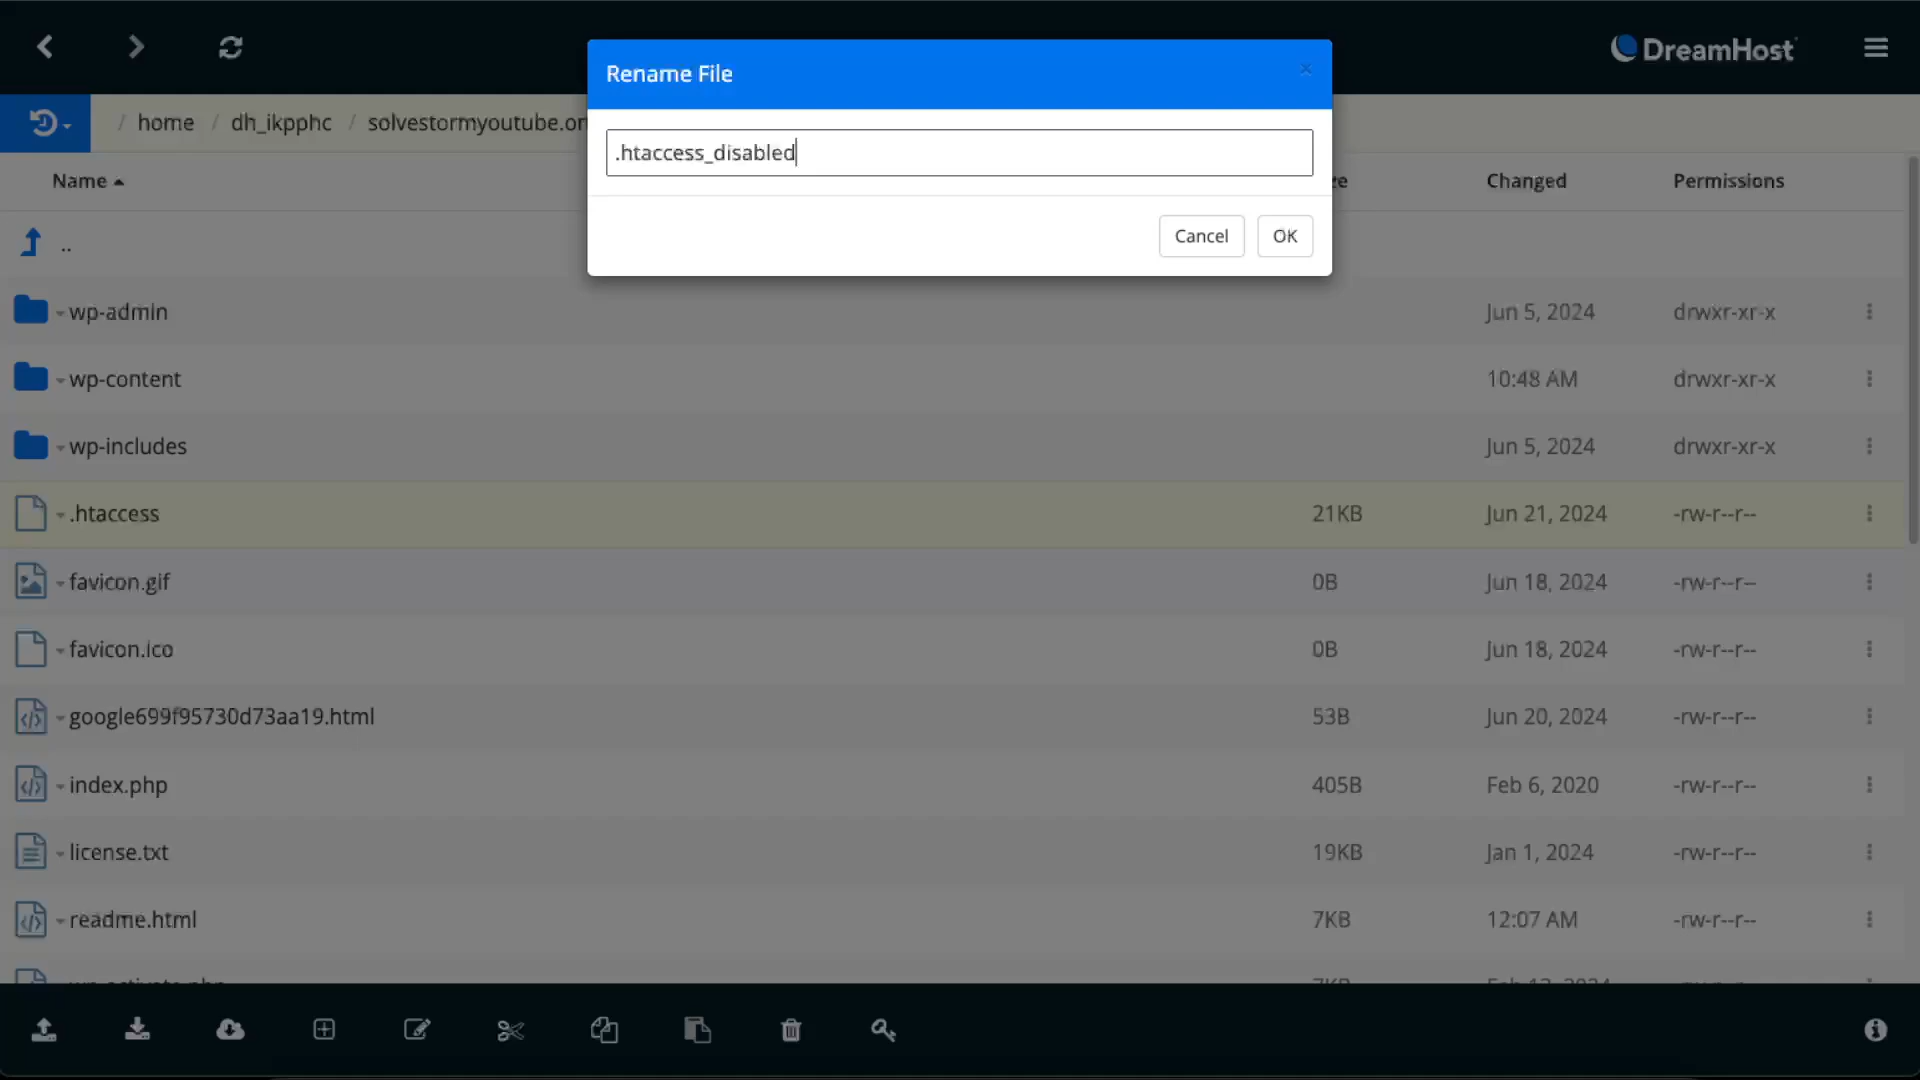 DreamHost
Rename File
.htaccess_disabled
Cancel
OK
/ home / dh_ikpphc /
Name
Changed
Permissions
..
wp-admin
Jun 5, 2024
drwxr-xr-x
wp-content
10:48 AM
drwxr-xr-x
wp-includes
Jun 5, 2024
drwxr-xr-x
.htaccess
21KB
Jun 21, 2024
-rw-r--r--
favicon.gif
0B
Jun 18, 2024
-rw-r--r--
favicon.ico
0B
Jun 18, 2024
-rw-r--r--
google699f95730d73aa19.html
53B
Jun 20, 2024
-rw-r--r--
index.php
405B
Feb 6, 2020
-rw-r--r--
license.txt
19KB
Jan 1, 2024
-rw-r--r--
readme.html
7KB
12:07 AM
-rw-r--r--